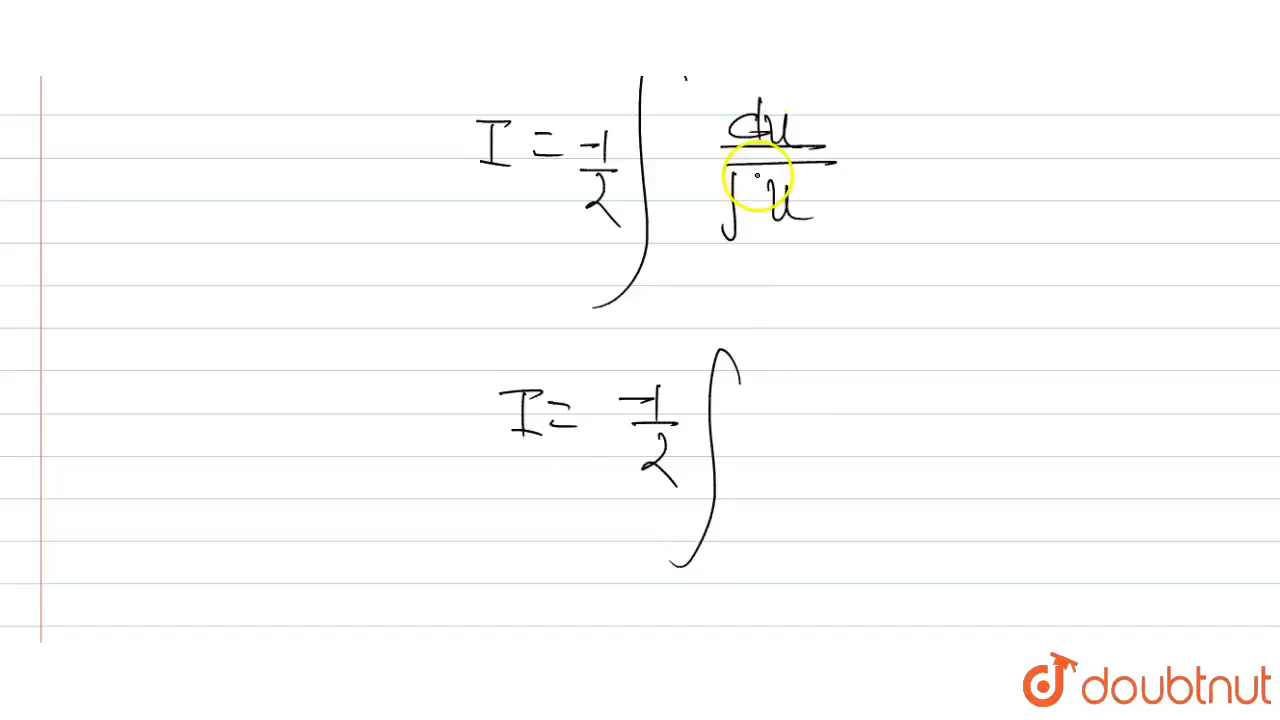 I = -1/2 ∫ du/√u
I = -1/2 ∫
doubtnut